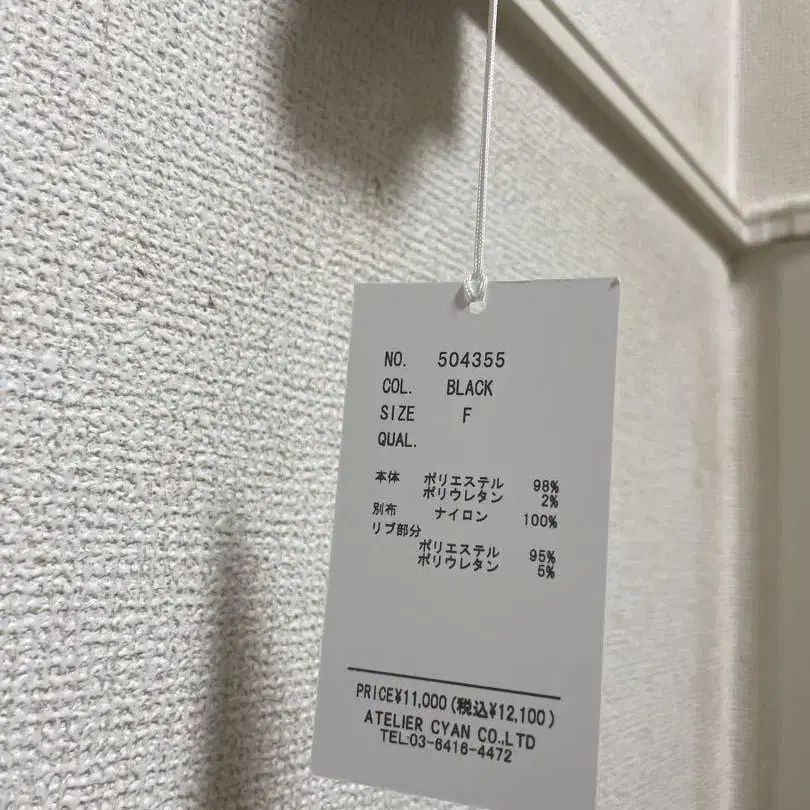 NO. 504355
COL. BLACK
SIZE F
QUAL.
本体 ポリエステル 98%
ポリウレタン 2%
別布 ナイロン 100%
リブ部分
ポリエステル 95%
ポリウレタン 5%
PRICE¥11,000(税込¥12,100)
ATELIER CYAN CO.,LTD
TEL:03-6416-4472